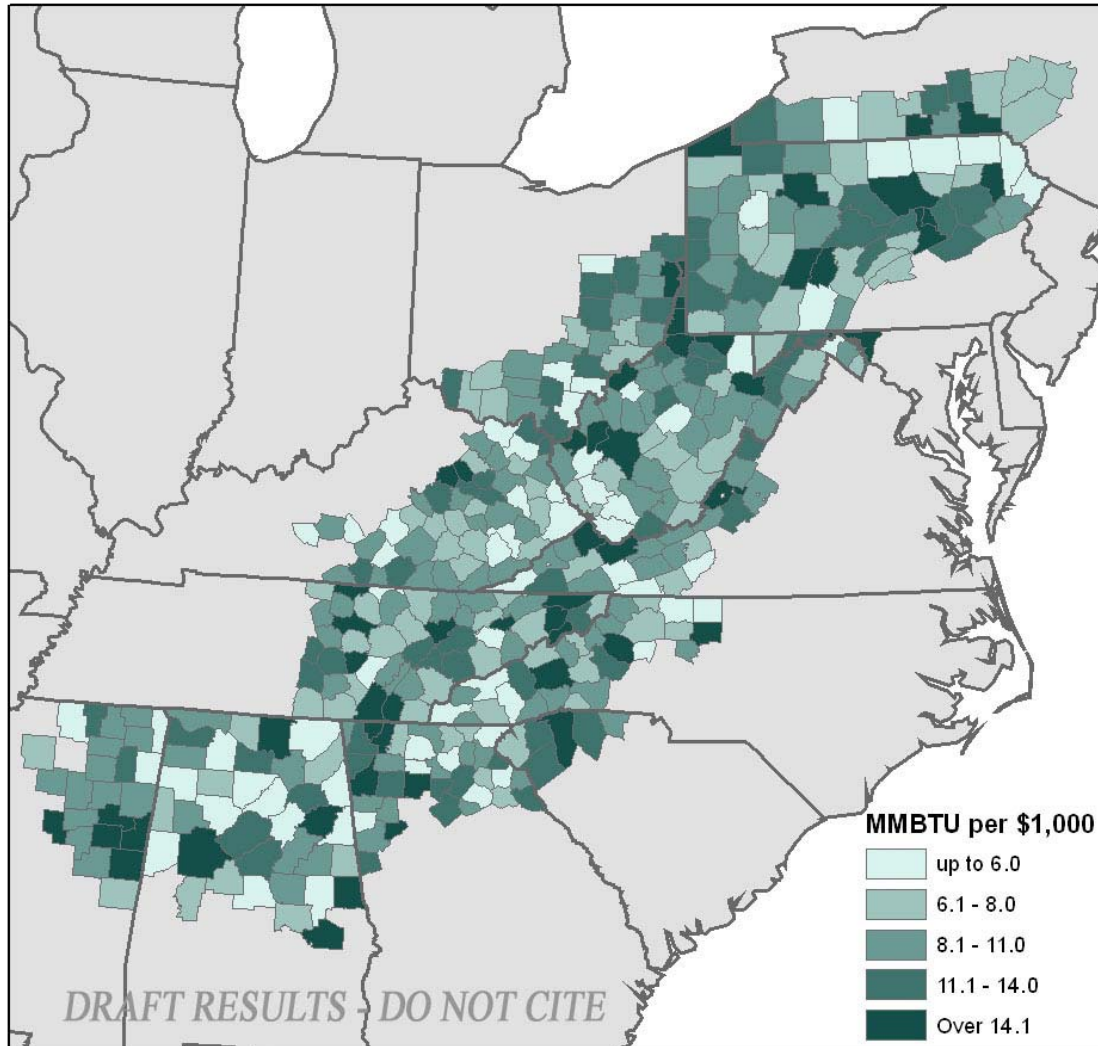 MMBTU per $1,000
up to 6.0
6.1 - 8.0
8.1 - 11.0
11.1 - 14.0
Over 14.1
DRAFT RESULTS - DO NOT CITE